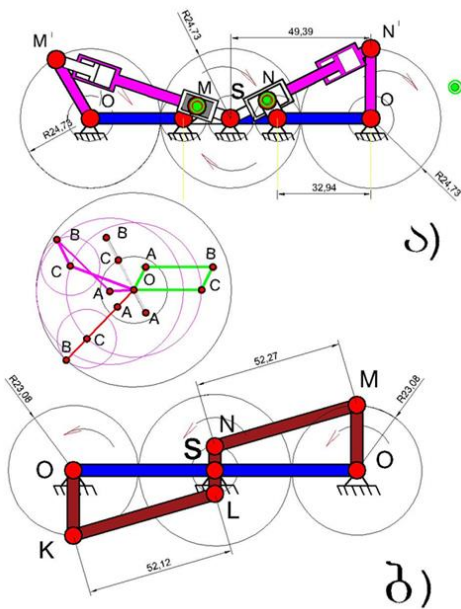 R24,73
49,39
N'
M'
M
S
N
O
O
R24,75
R24,73
32,94
ა)
B
B
A
B
C
C
O
C
A
A
A
C
B
52,27
M
R23,08
R23,08
N
S
O
O
L
K
52,12
ბ)